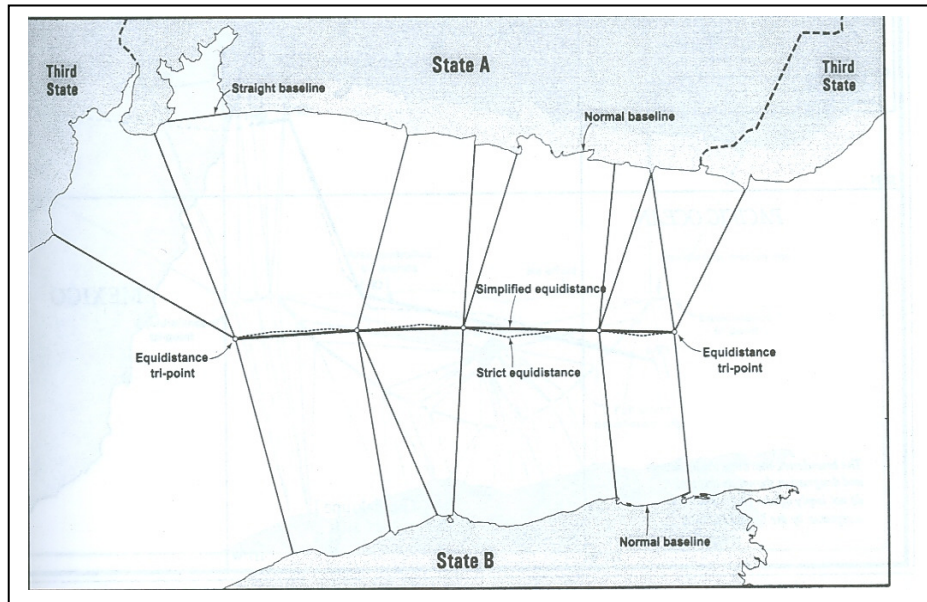 State A
Third
State
Third
State
Straight baseline
Normal baseline
Simplified equidistance
Strict equidistance
Equidistance
tri-point
Equidistance
tri-point
Normal baseline
State B